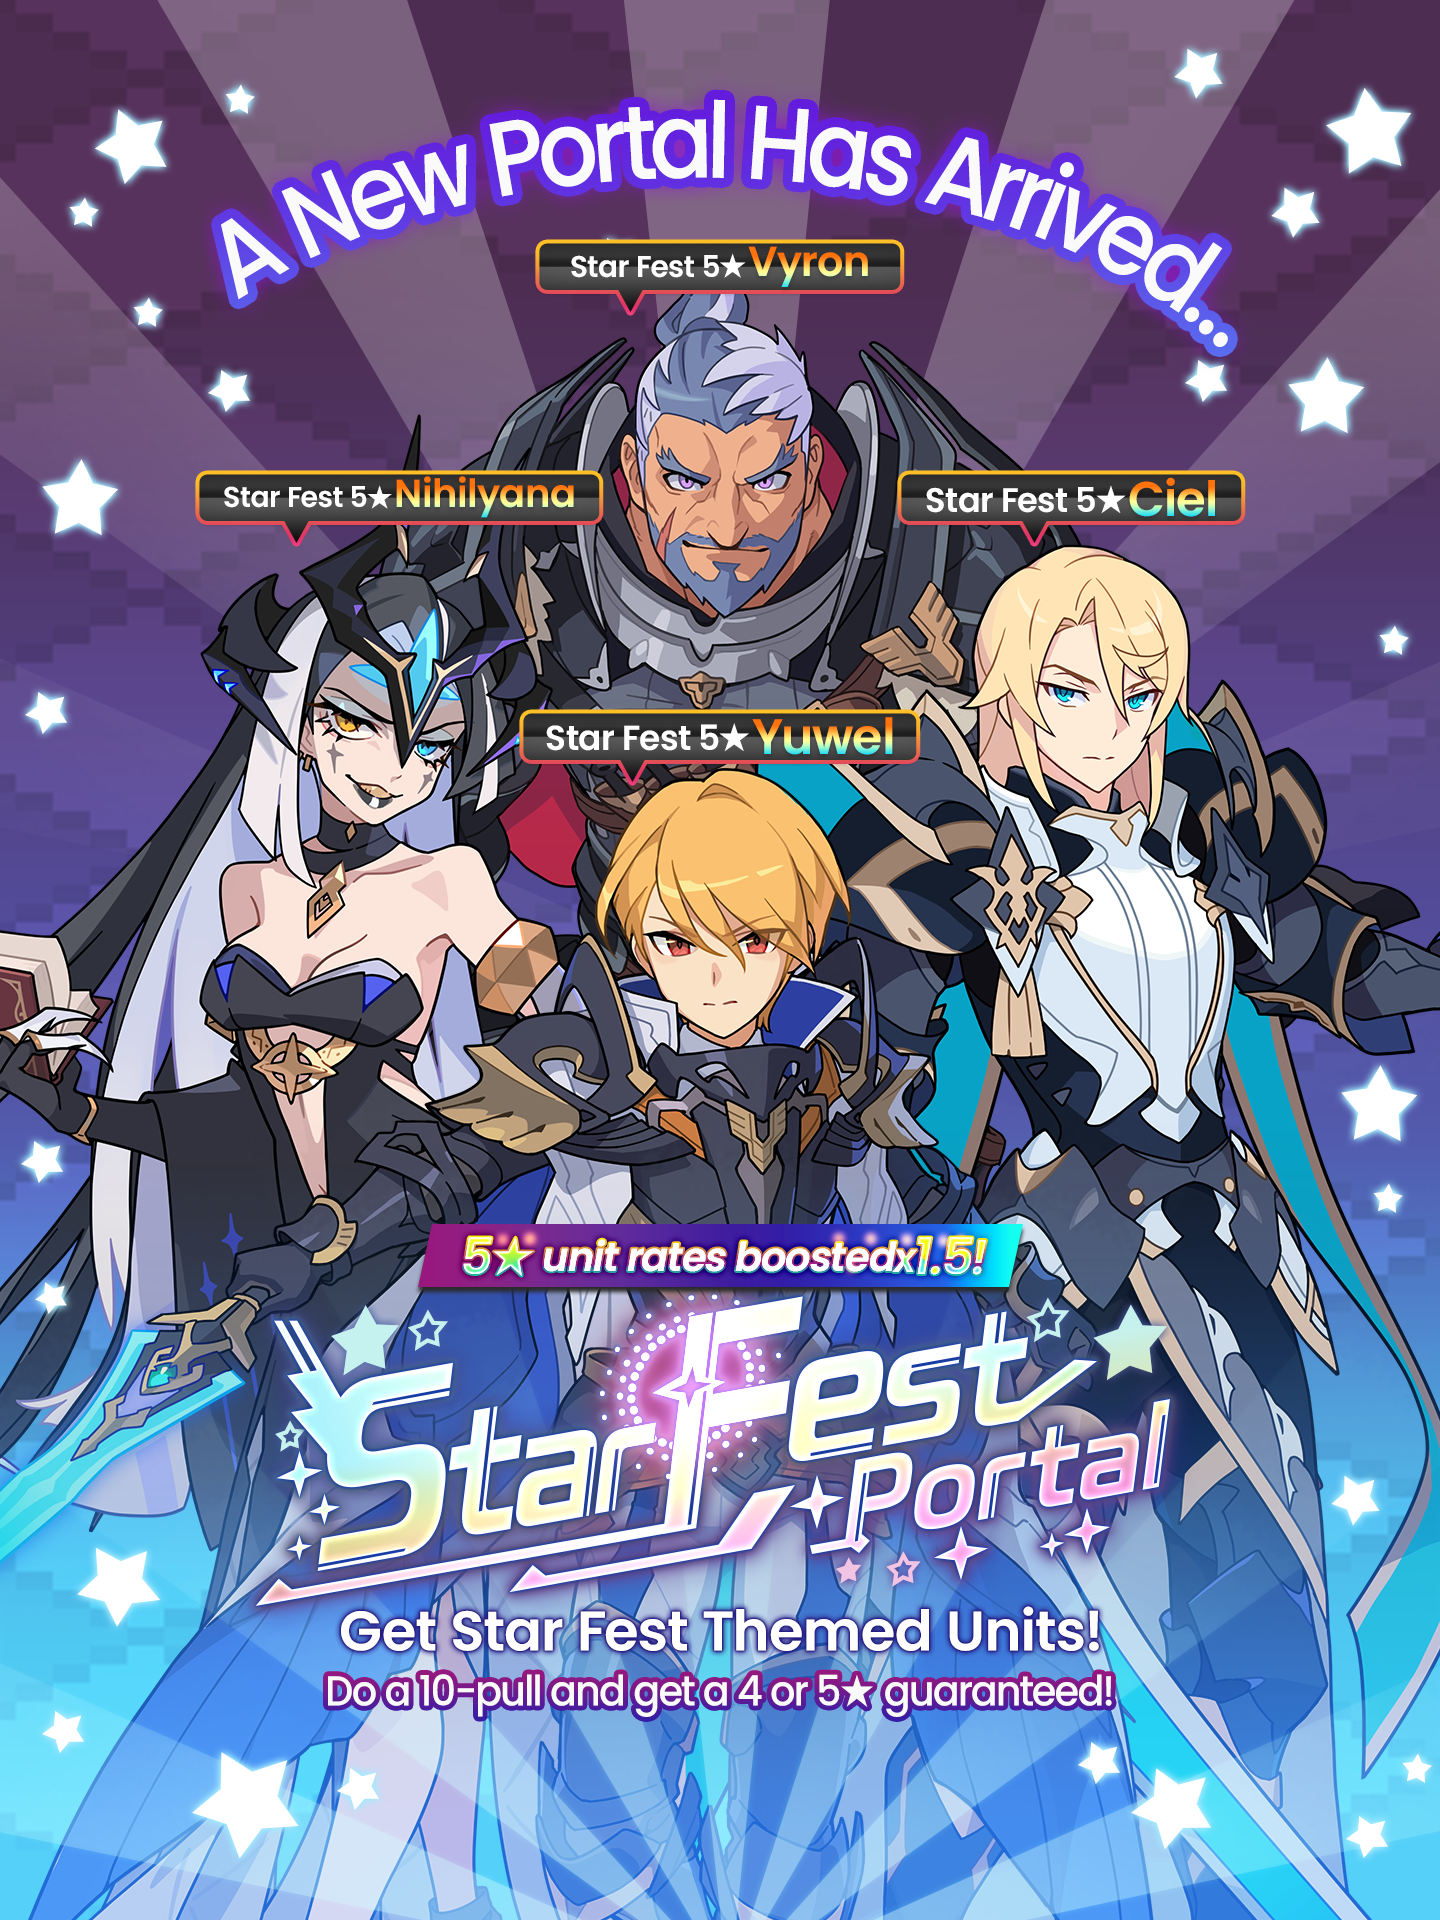 A New Portal Has Arrived...
Star Fest 5★ Vyron
Star Fest 5★ Nihilyana
Star Fest 5★ Ciel
Star Fest 5★ Yuwel
5★ unit rates boostedx1.5!
Star Fest
Portal
Get Star Fest Themed Units!
Do a 10-pull and get a 4 or 5★ guaranteed!